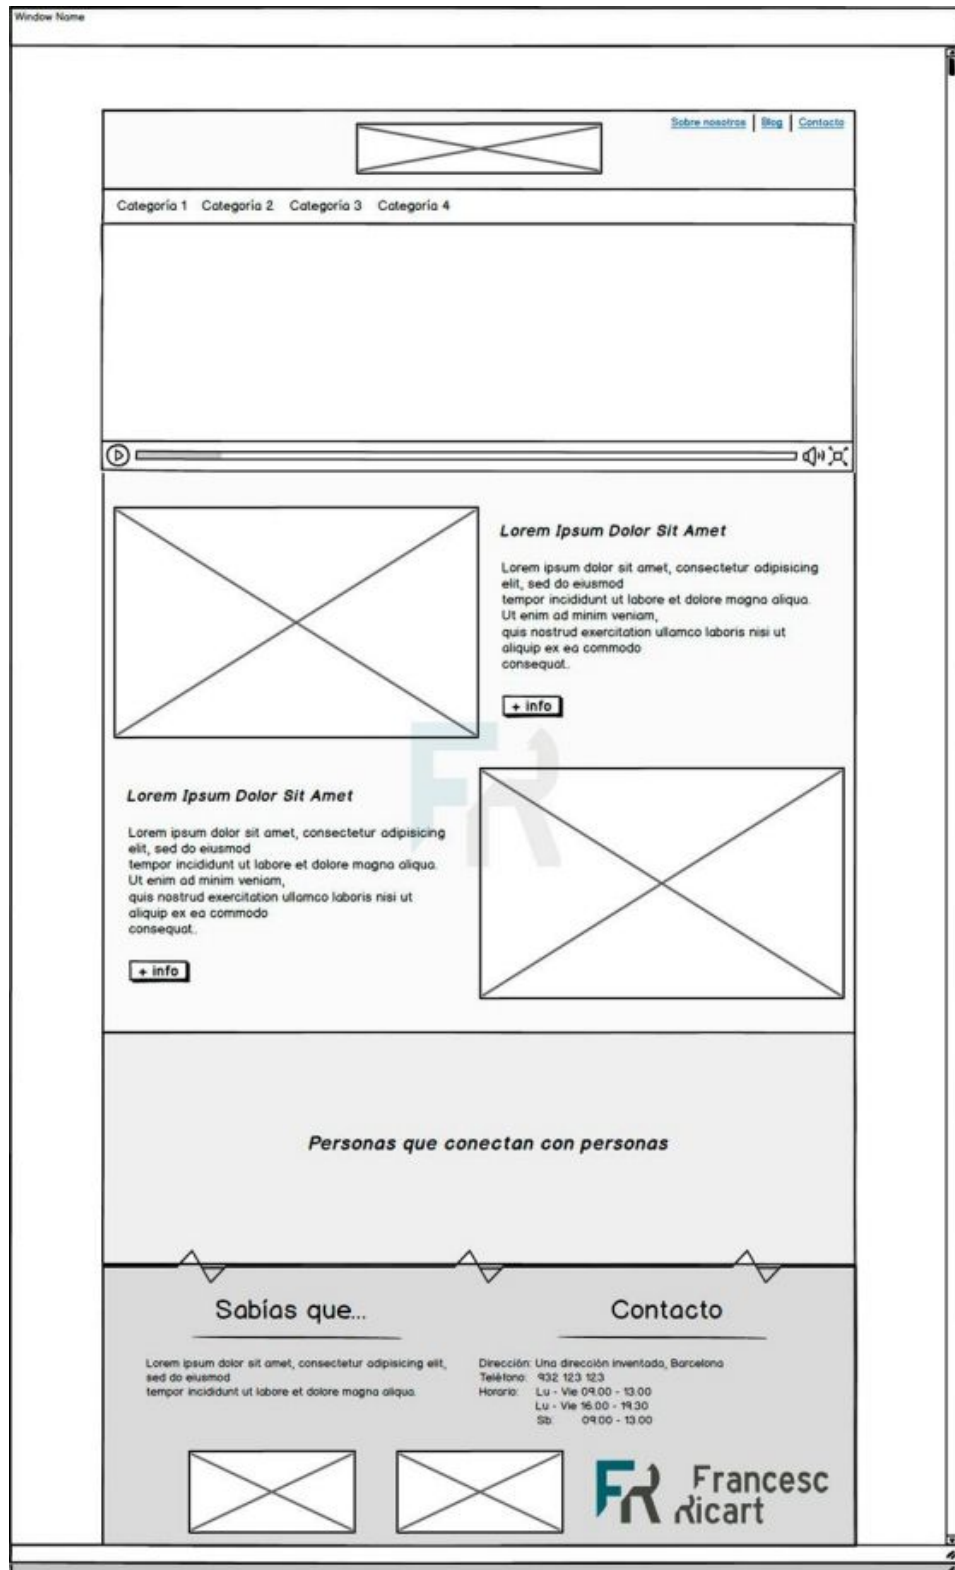 Window Name
Sobre nosotros | Blog | Contacto
Categoría 1 Categoría 2 Categoría 3 Categoría 4
Lorem Ipsum Dolor Sit Amet
Lorem ipsum dolor sit amet, consectetur adipisicing
elit, sed do eiusmod
tempor incididunt ut labore et dolore magna aliqua.
Ut enim ad minim veniam,
quis nostrud exercitation ullamco laboris nisi ut
aliquip ex ea commodo
consequat..
+ info
FR
Lorem Ipsum Dolor Sit Amet
Lorem ipsum dolor sit amet, consectetur adipisicing
elit, sed do eiusmod
tempor incididunt ut labore et dolore magna aliqua.
Ut enim ad minim veniam,
quis nostrud exercitation ullamco laboris nisi ut
aliquip ex ea commodo
consequat..
+ info
Personas que conectan con personas
Sabías que...
Lorem ipsum dolor sit amet, consectetur adipisicing elit,
sed do eiusmod
tempor incididunt ut labore et dolore magna aliqua.
Contacto
Dirección: Una dirección inventada, Barcelona
Teléfono: 932 123 123
Horario: Lu - Vie 09.00 - 13.00
Lu - Vie 16.00 - 19.30
Sb: 09.00 - 13.00
FR Francesc
Ricart